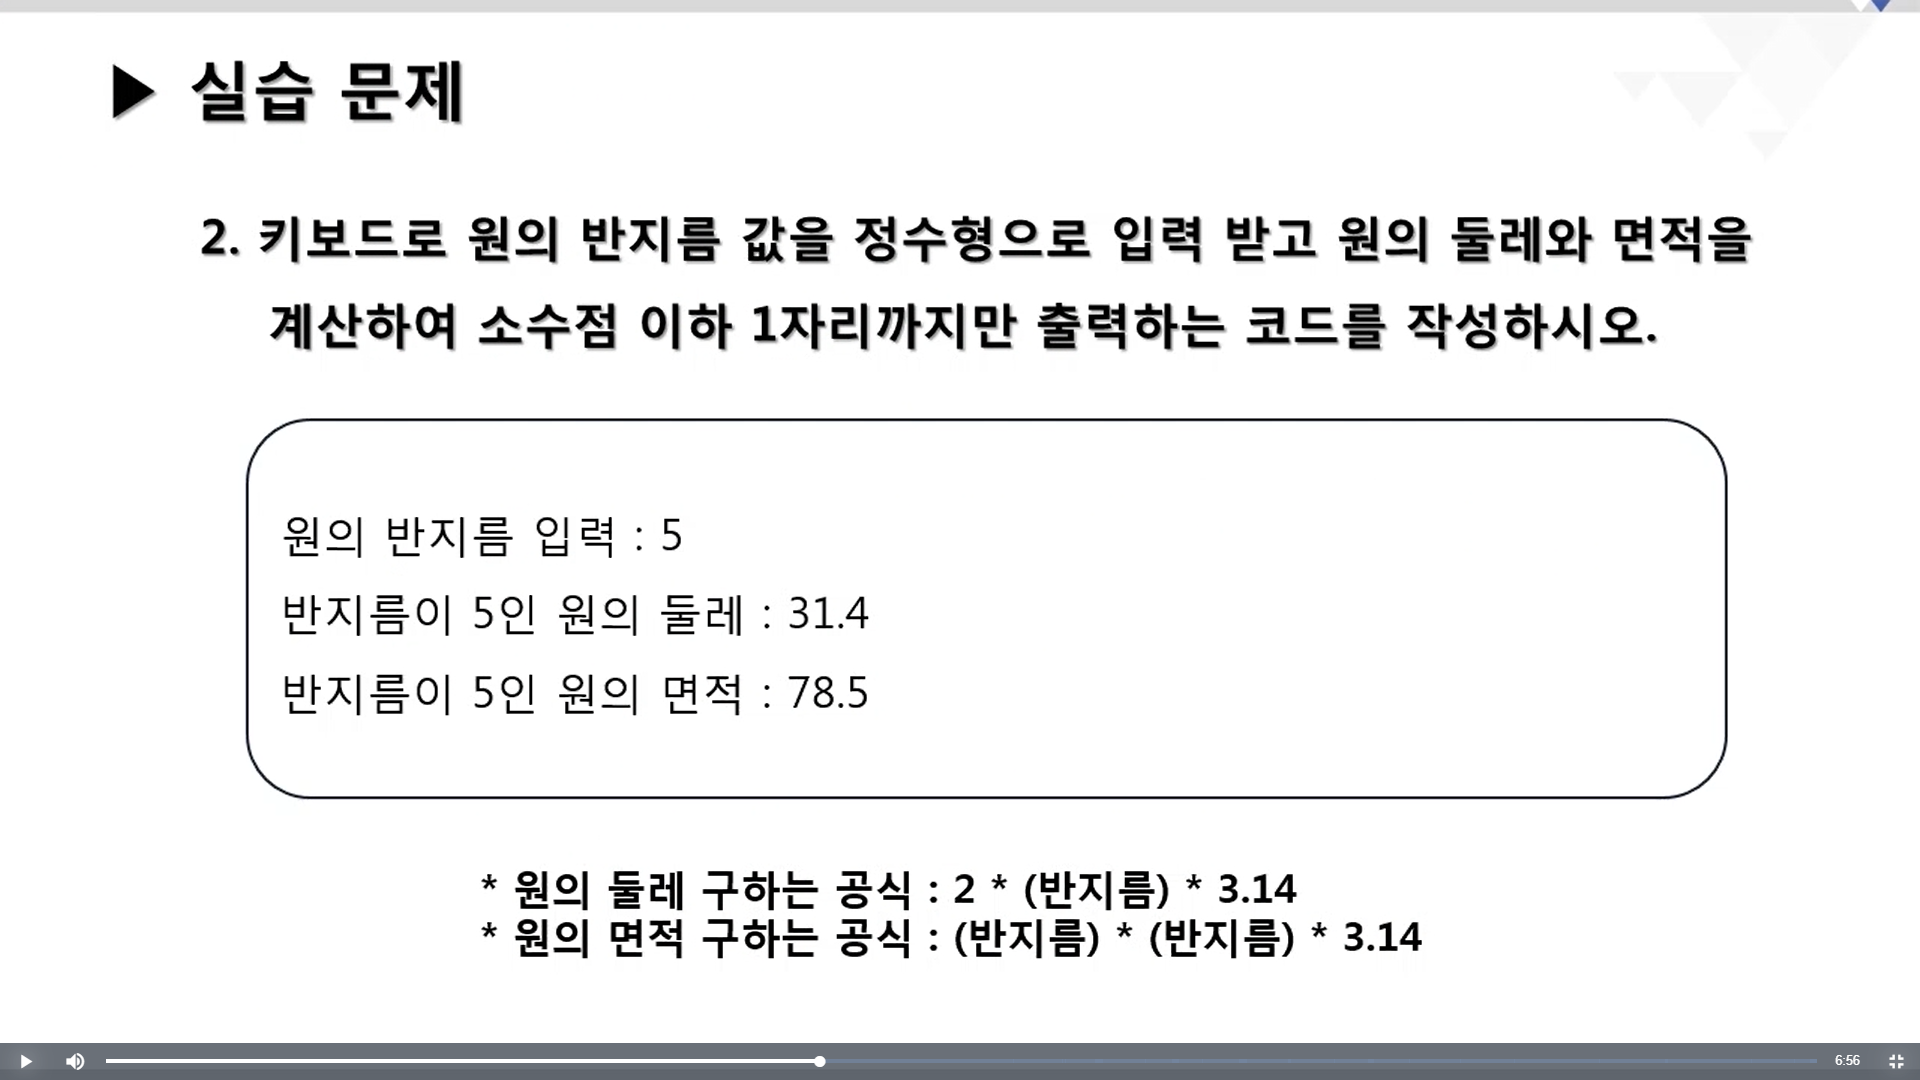 ▶ 실습 문제
2. 키보드로 원의 반지름 값을 정수형으로 입력 받고 원의 둘레와 면적을
계산하여 소수점 이하 1자리까지만 출력하는 코드를 작성하시오.
원의 반지름 입력 : 5
반지름이 5인 원의 둘레 : 31.4
반지름이 5인 원의 면적 : 78.5
* 원의 둘레 구하는 공식 : 2 * (반지름) * 3.14
* 원의 면적 구하는 공식 : (반지름) * (반지름) * 3.14
6:56